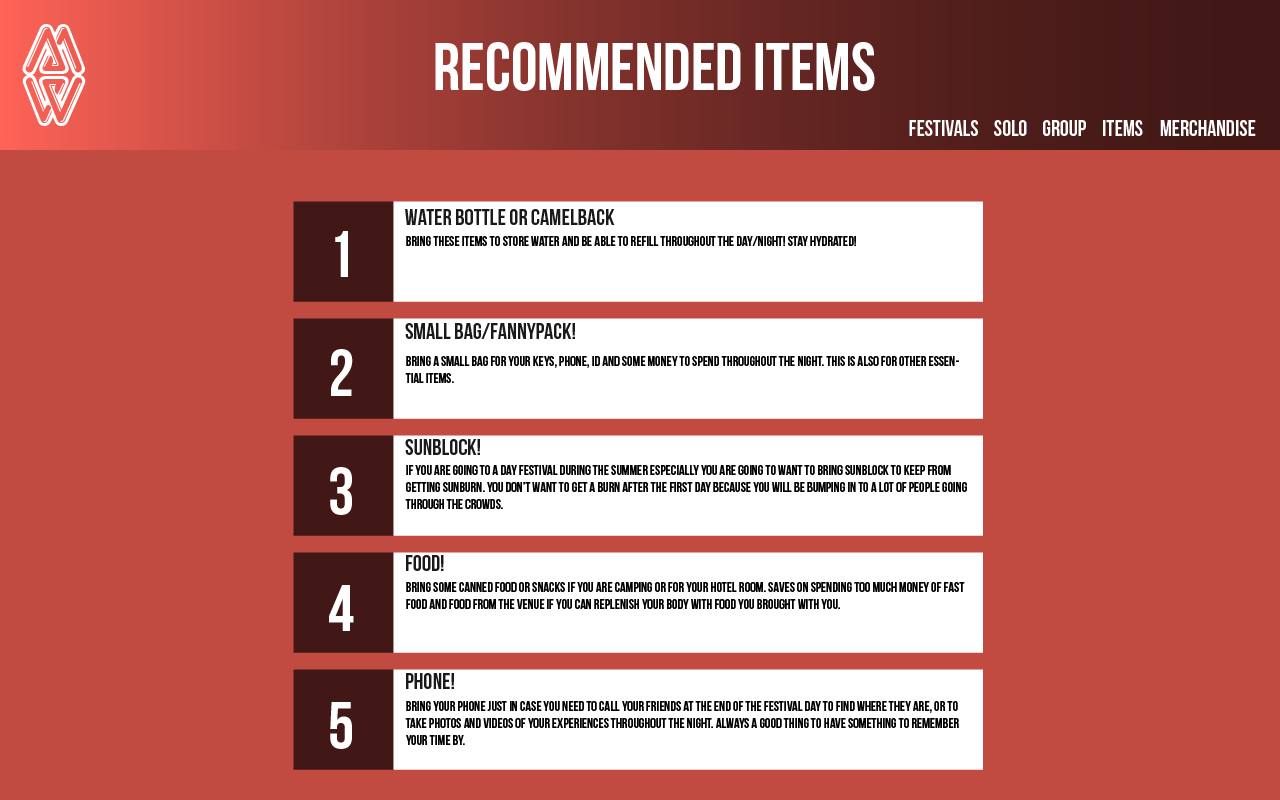 RECOMMENDED ITEMS
FESTIVALS SOLO GROUP ITEMS MERCHANDISE
1
WATER BOTTLE OR CAMELBACK
BRING THESE ITEMS TO STORE WATER AND BE ABLE TO REFILL THROUGHOUT THE DAY/NIGHT! STAY HYDRATED!
2
SMALL BAG/FANNYPACK!
BRING A SMALL BAG FOR YOUR KEYS, PHONE, ID AND SOME MONEY TO SPEND THROUGHOUT THE NIGHT. THIS IS ALSO FOR OTHER ESSEN-
TIAL ITEMS.
3
SUNBLOCK!
IF YOU ARE GOING TO A DAY FESTIVAL DURING THE SUMMER ESPECIALLY YOU ARE GOING TO WANT TO BRING SUNBLOCK TO KEEP FROM
GETTING SUNBURN. YOU DON'T WANT TO GET A BURN AFTER THE FIRST DAY BECAUSE YOU WILL BE BUMPING IN TO A LOT OF PEOPLE GOING
THROUGH THE CROWDS.
4
FOOD!
BRING SOME CANNED FOOD OR SNACKS IF YOU ARE CAMPING OR FOR YOUR HOTEL ROOM. SAVES ON SPENDING TOO MUCH MONEY OF FAST
FOOD AND FOOD FROM THE VENUE IF YOU CAN REPLENISH YOUR BODY WITH FOOD YOU BROUGHT WITH YOU.
5
PHONE!
BRING YOUR PHONE JUST IN CASE YOU NEED TO CALL YOUR FRIENDS AT THE END OF THE FESTIVAL DAY TO FIND WHERE THEY ARE, OR TO
TAKE PHOTOS AND VIDEOS OF YOUR EXPERIENCES THROUGHOUT THE NIGHT. ALWAYS A GOOD THING TO HAVE SOMETHING TO REMEMBER
YOUR TIME BY.